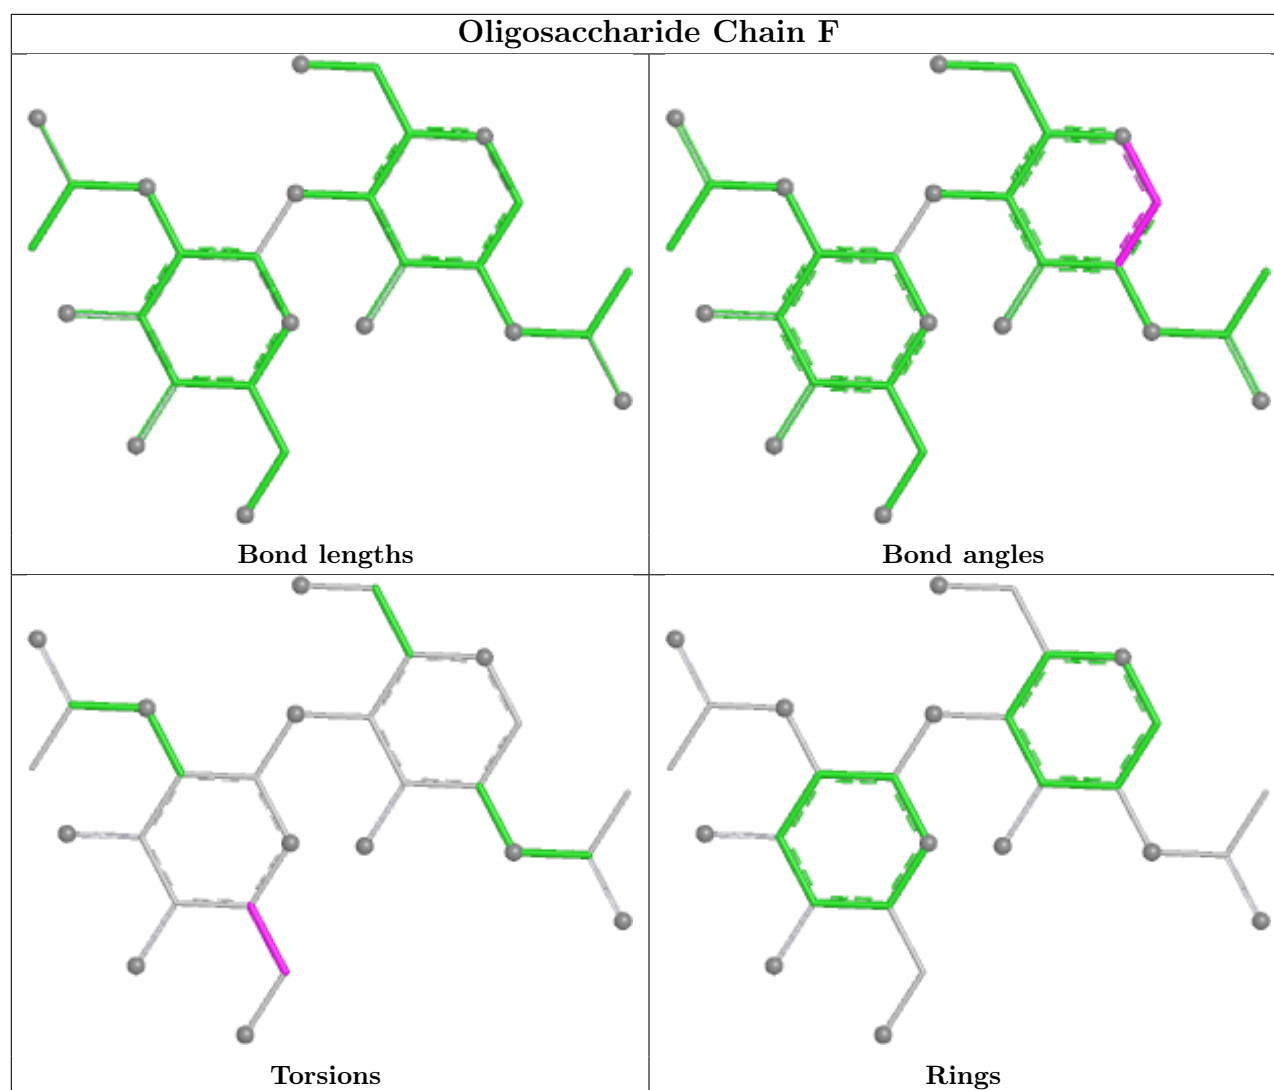 Oligosaccharide Chain F
Bond lengths
Bond angles
Torsions
Rings